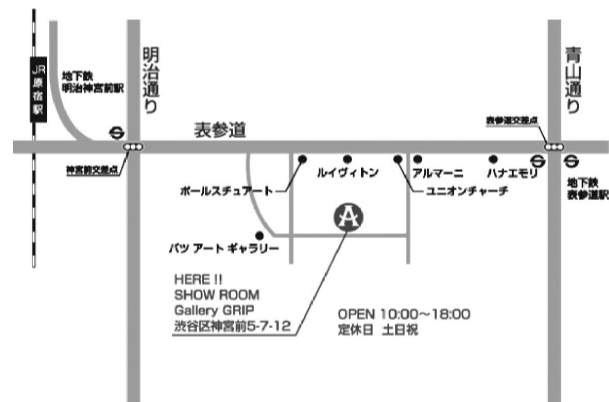 JR原宿駅
地下鉄
明治神宮前駅
明治通り
表参道
青山通り
表参道交差点
神宮前交差点
ポールスチュアート
ルイヴィトン
アルマーニ
ユニオンチャーチ
ハナエモリ
地下鉄
表参道駅
A
バツ アート ギャラリー
HERE !!
SHOW ROOM
Gallery GRIP
渋谷区神宮前5-7-12
OPEN 10:00〜18:00
定休日 土日祝